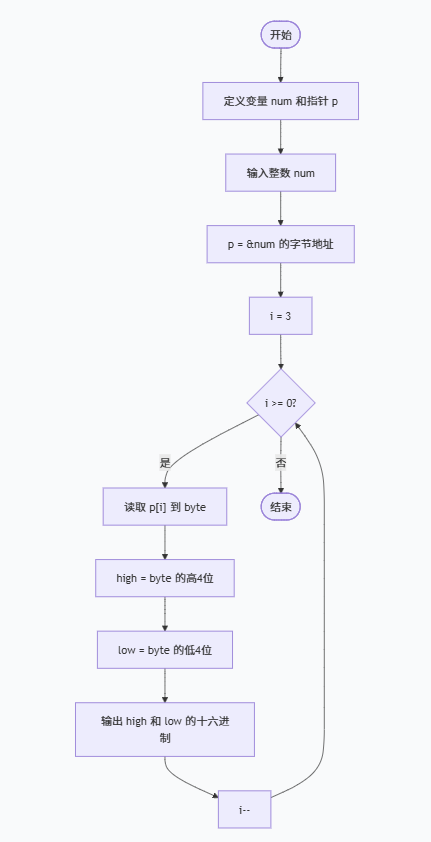 开始
定义变量 num 和指针 p
输入整数 num
p = &num 的字节地址
i = 3
i >= 0?
是
否
读取 p[i] 到 byte
结束
high = byte 的高4位
low = byte 的低4位
输出 high 和 low 的十六进
制
i--